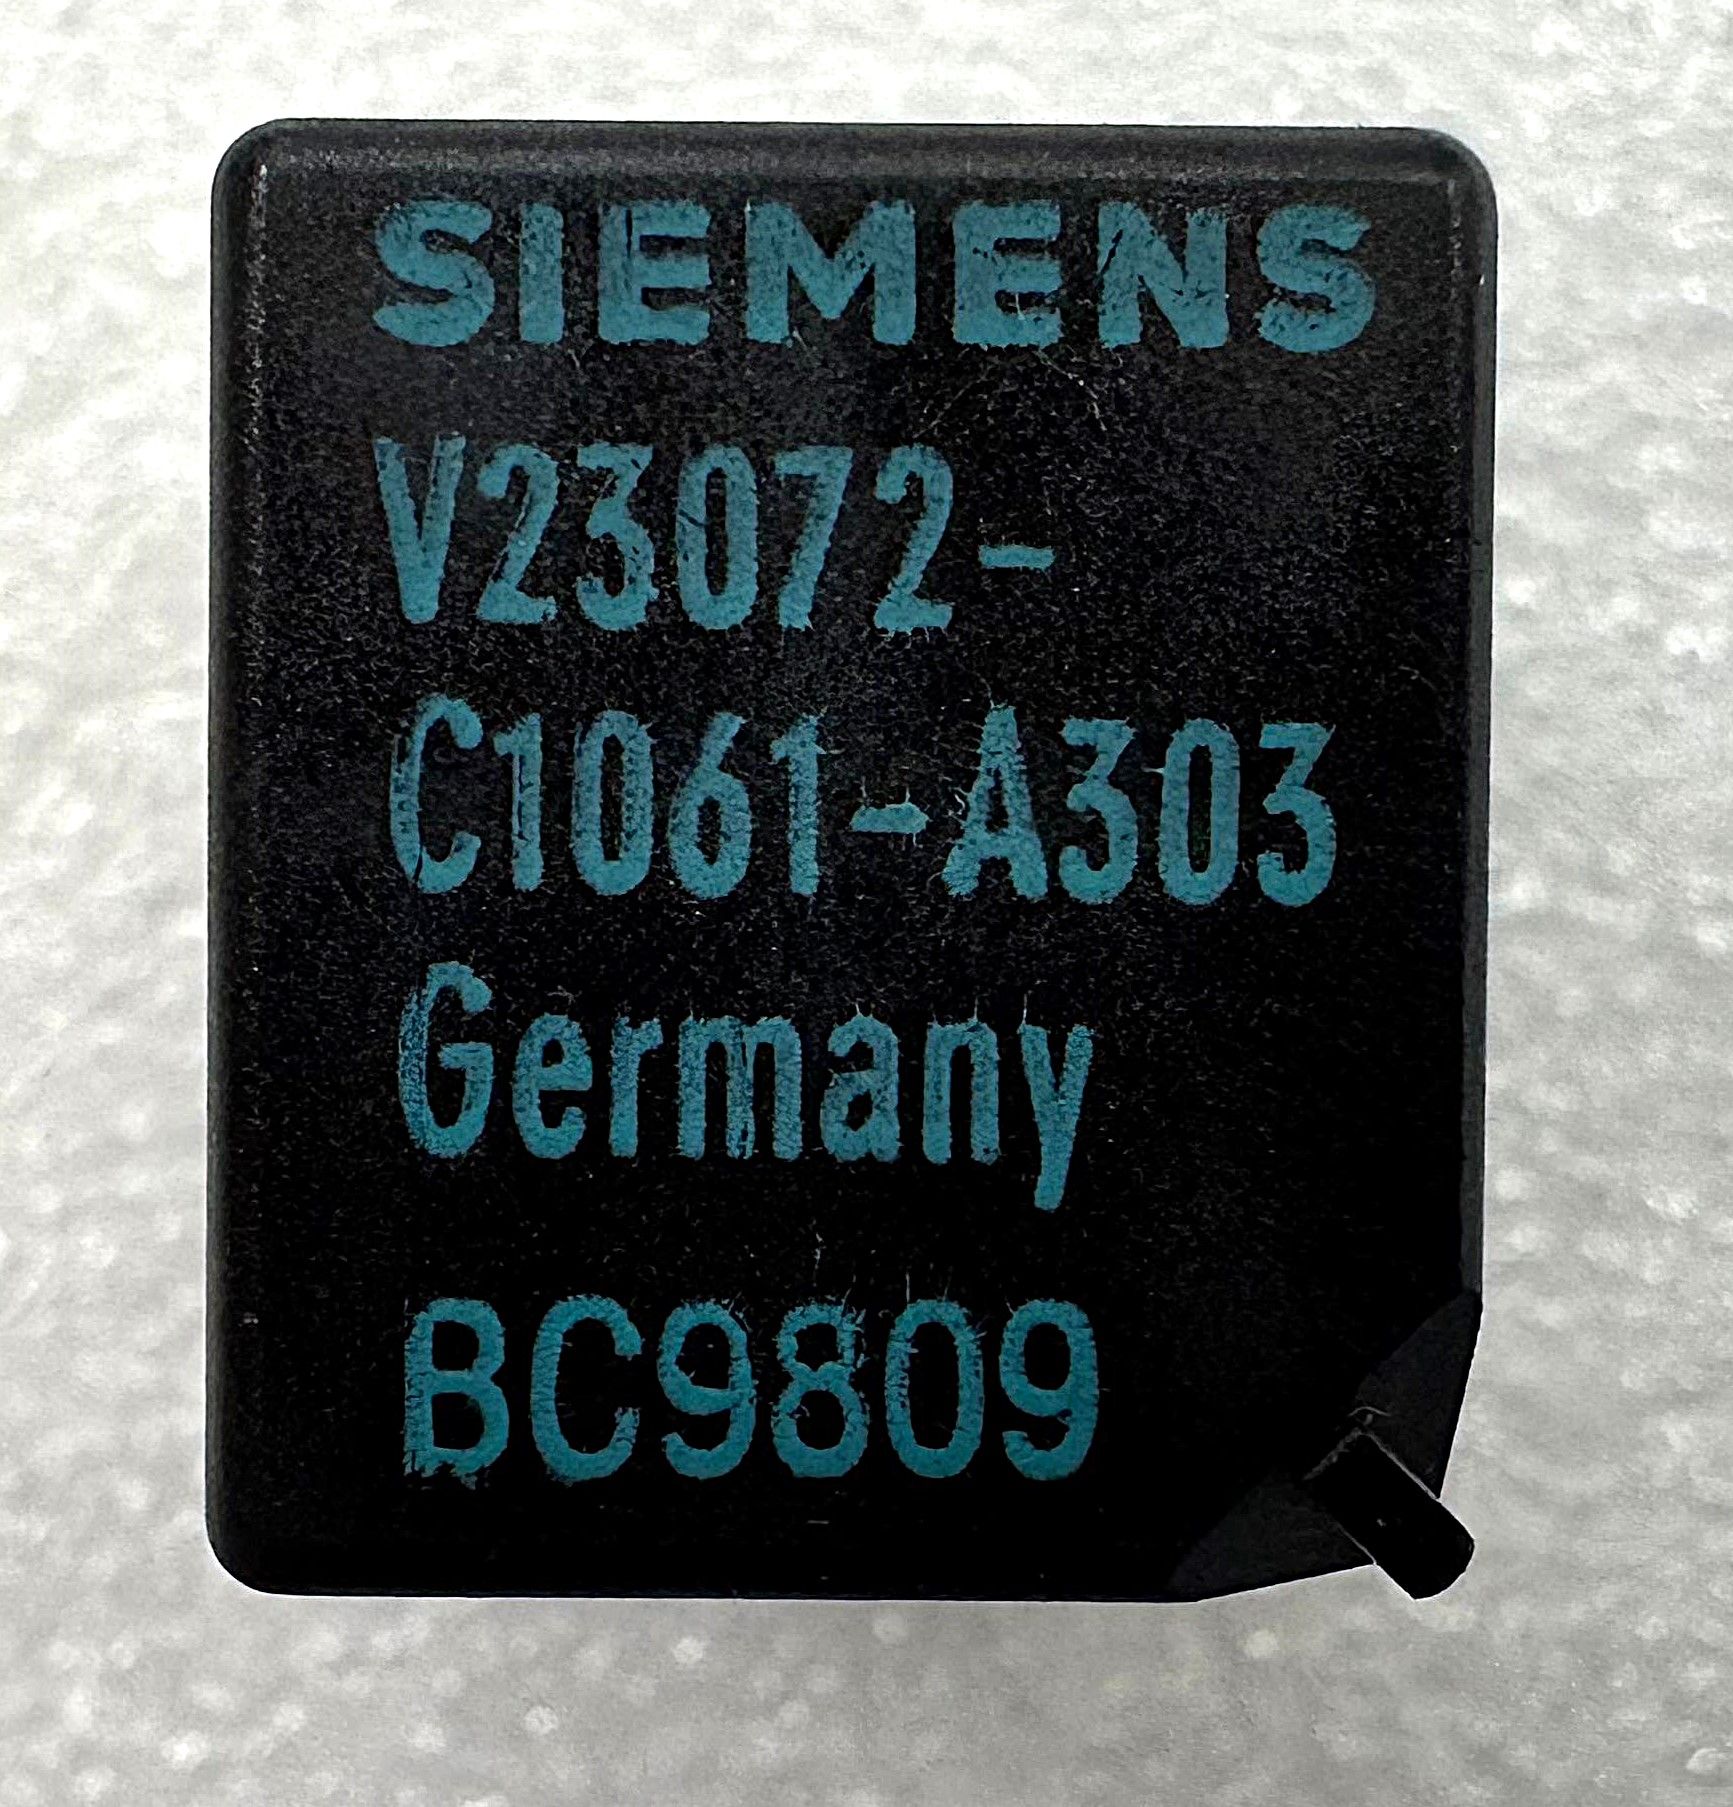 SIEMENS
V23072-
C1061-A303
Germany
BC9809